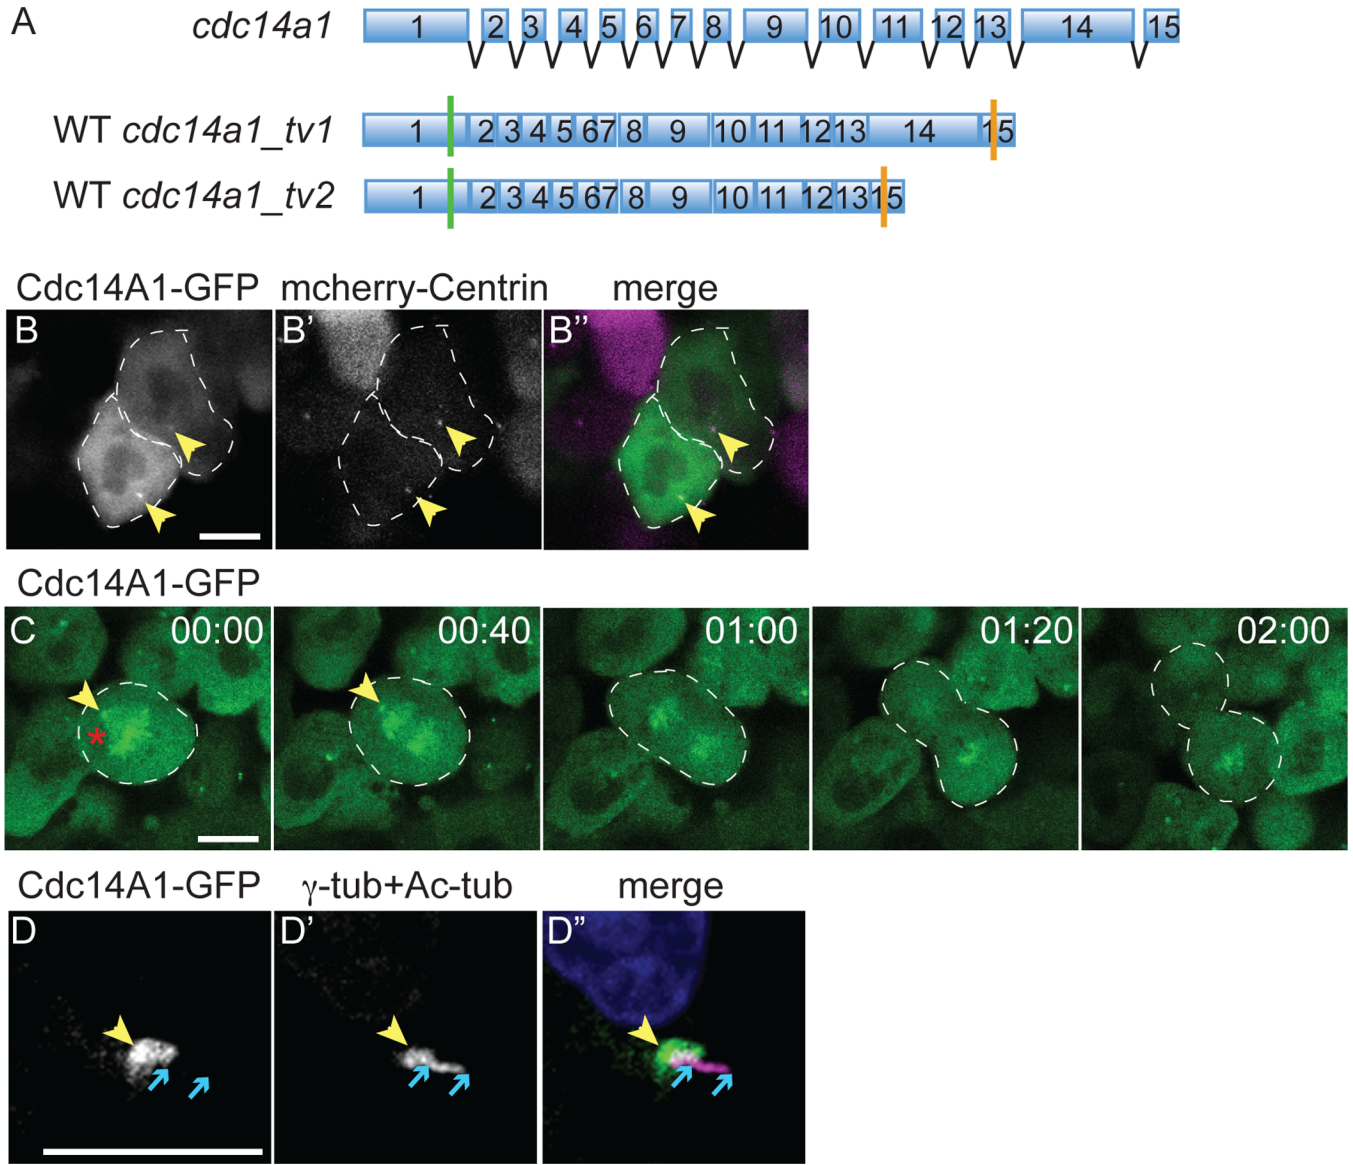 A
cdc14a1 1 2 3 4 5 6 7 8 9 10 11 12 13 14 15
WT cdc14a1_tv1 1 2 3 4 5 6 7 8 9 10 11 12 13 14 15
WT cdc14a1_tv2 1 2 3 4 5 6 7 8 9 10 11 12 13 15
Cdc14A1-GFP mcherry-Centrin merge
B B' B''
Cdc14A1-GFP
C 00:00 00:40 01:00 01:20 02:00
*
Cdc14A1-GFP γ-tub+Ac-tub merge
D D' D”